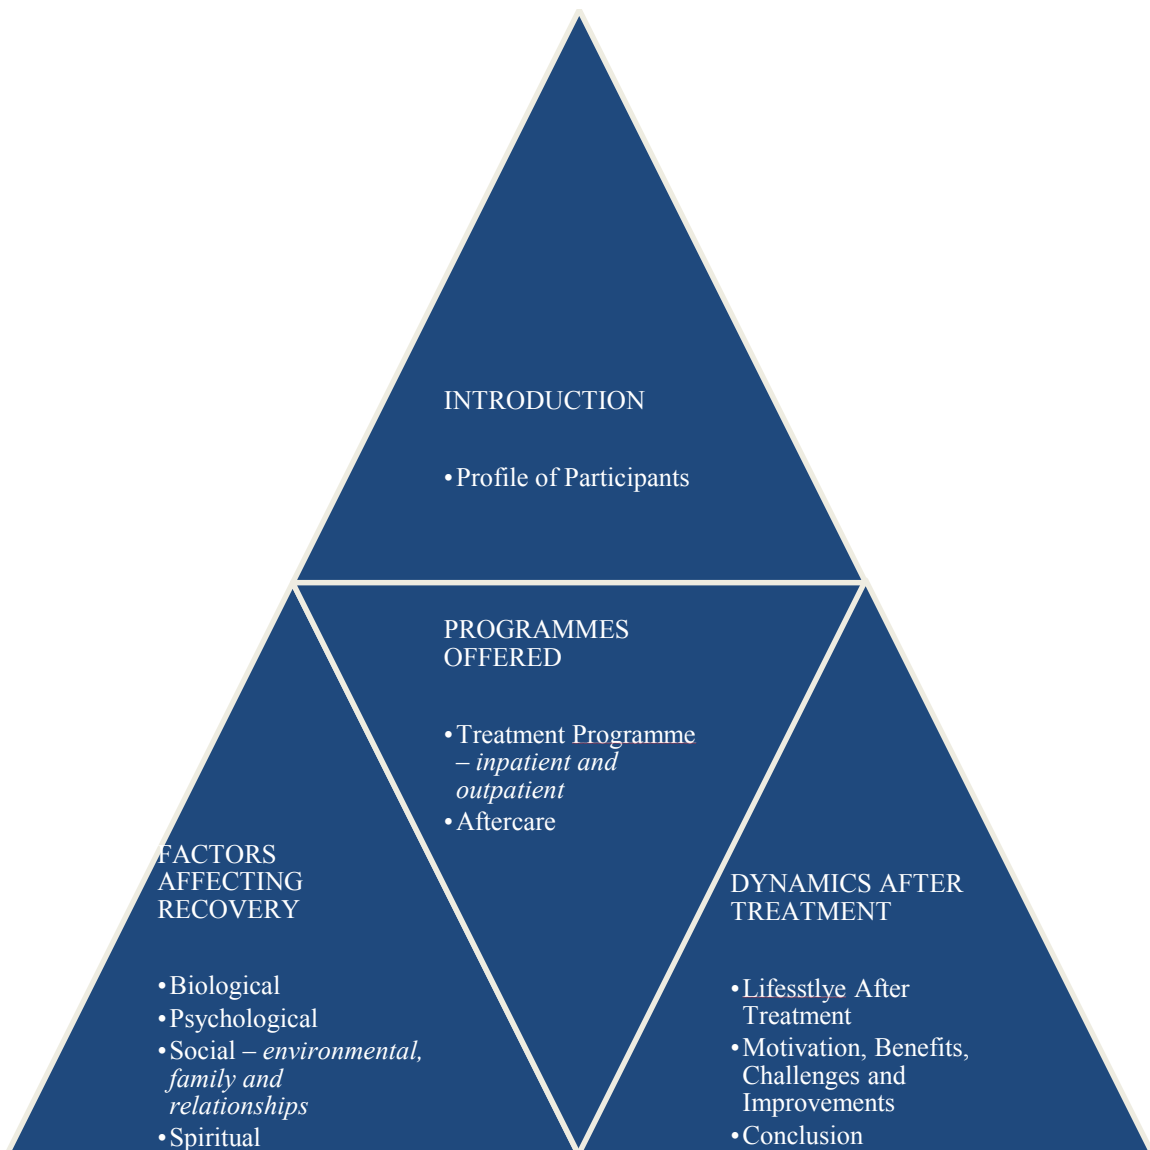 INTRODUCTION
•Profile of Participants
PROGRAMMES
OFFERED
•Treatment Programme
– inpatient and
outpatient
•Aftercare
FACTORS
AFFECTING
RECOVERY
•Biological
•Psychological
•Social – environmental,
family and
relationships
•Spiritual
DYNAMICS AFTER
TREATMENT
•Lifesstlye After
Treatment
•Motivation, Benefits,
Challenges and
Improvements
•Conclusion